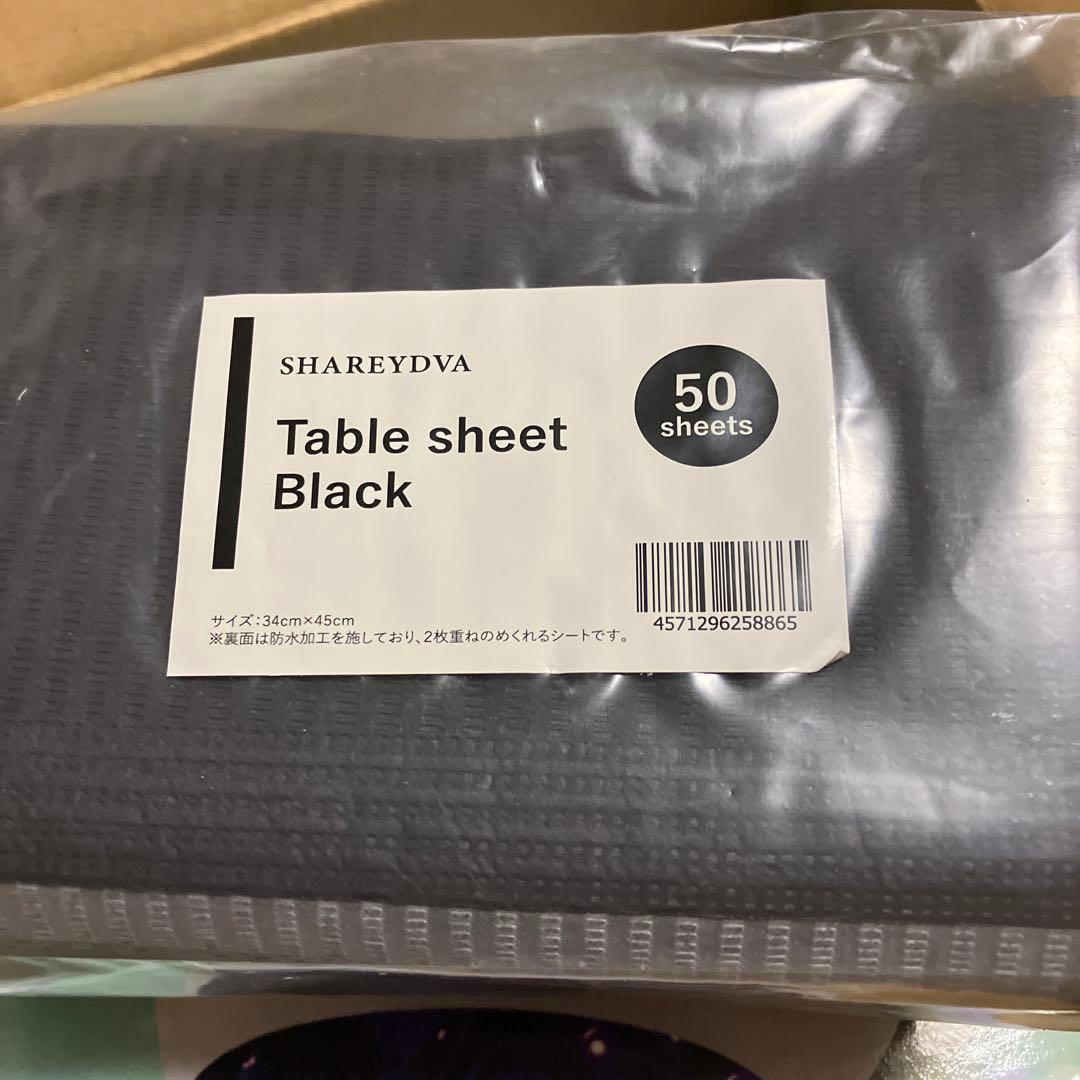 SHAREYDVA
Table sheet
Black
50
sheets
サイズ:34cm×45cm
※裏面は防水加工を施しており、2枚重ねのめくれるシートです。
4571296258865